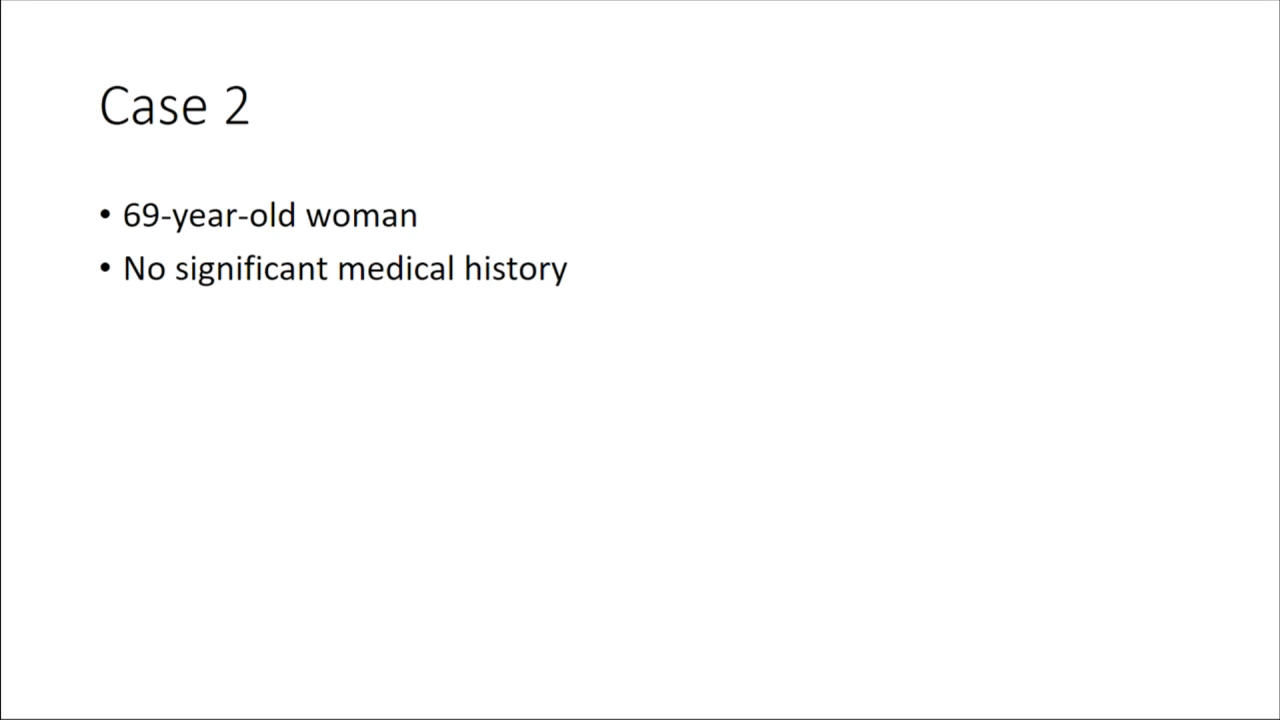 Case 2
• 69-year-old woman
• No significant medical history